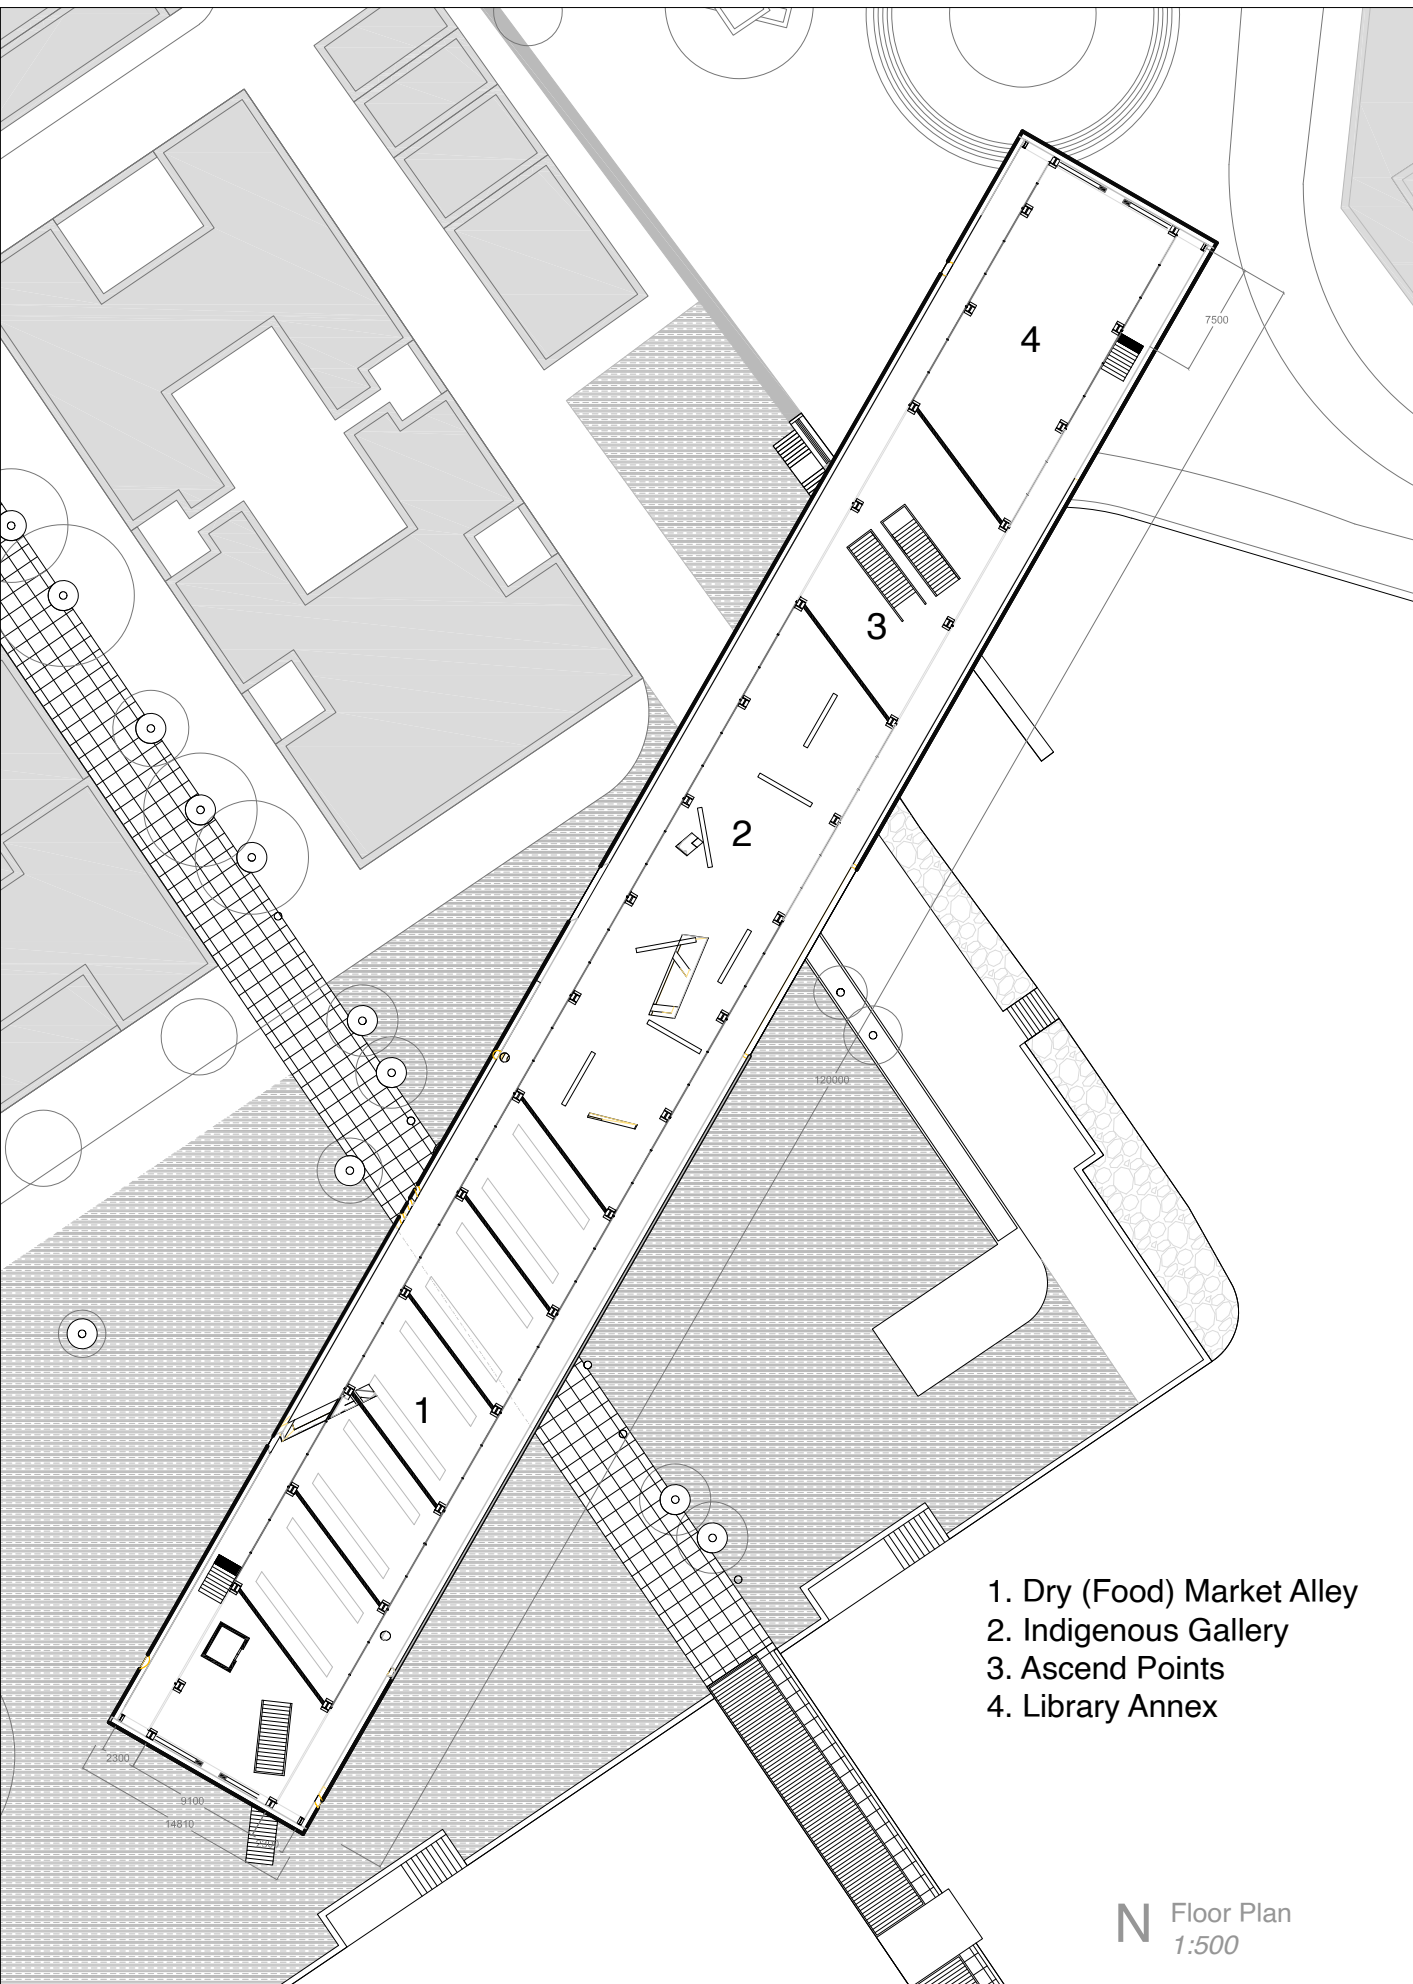 4
7500
3
2
120000
1
1. Dry (Food) Market Alley
2. Indigenous Gallery
3. Ascend Points
4. Library Annex
2300
9100
14810
N
Floor Plan
1:500